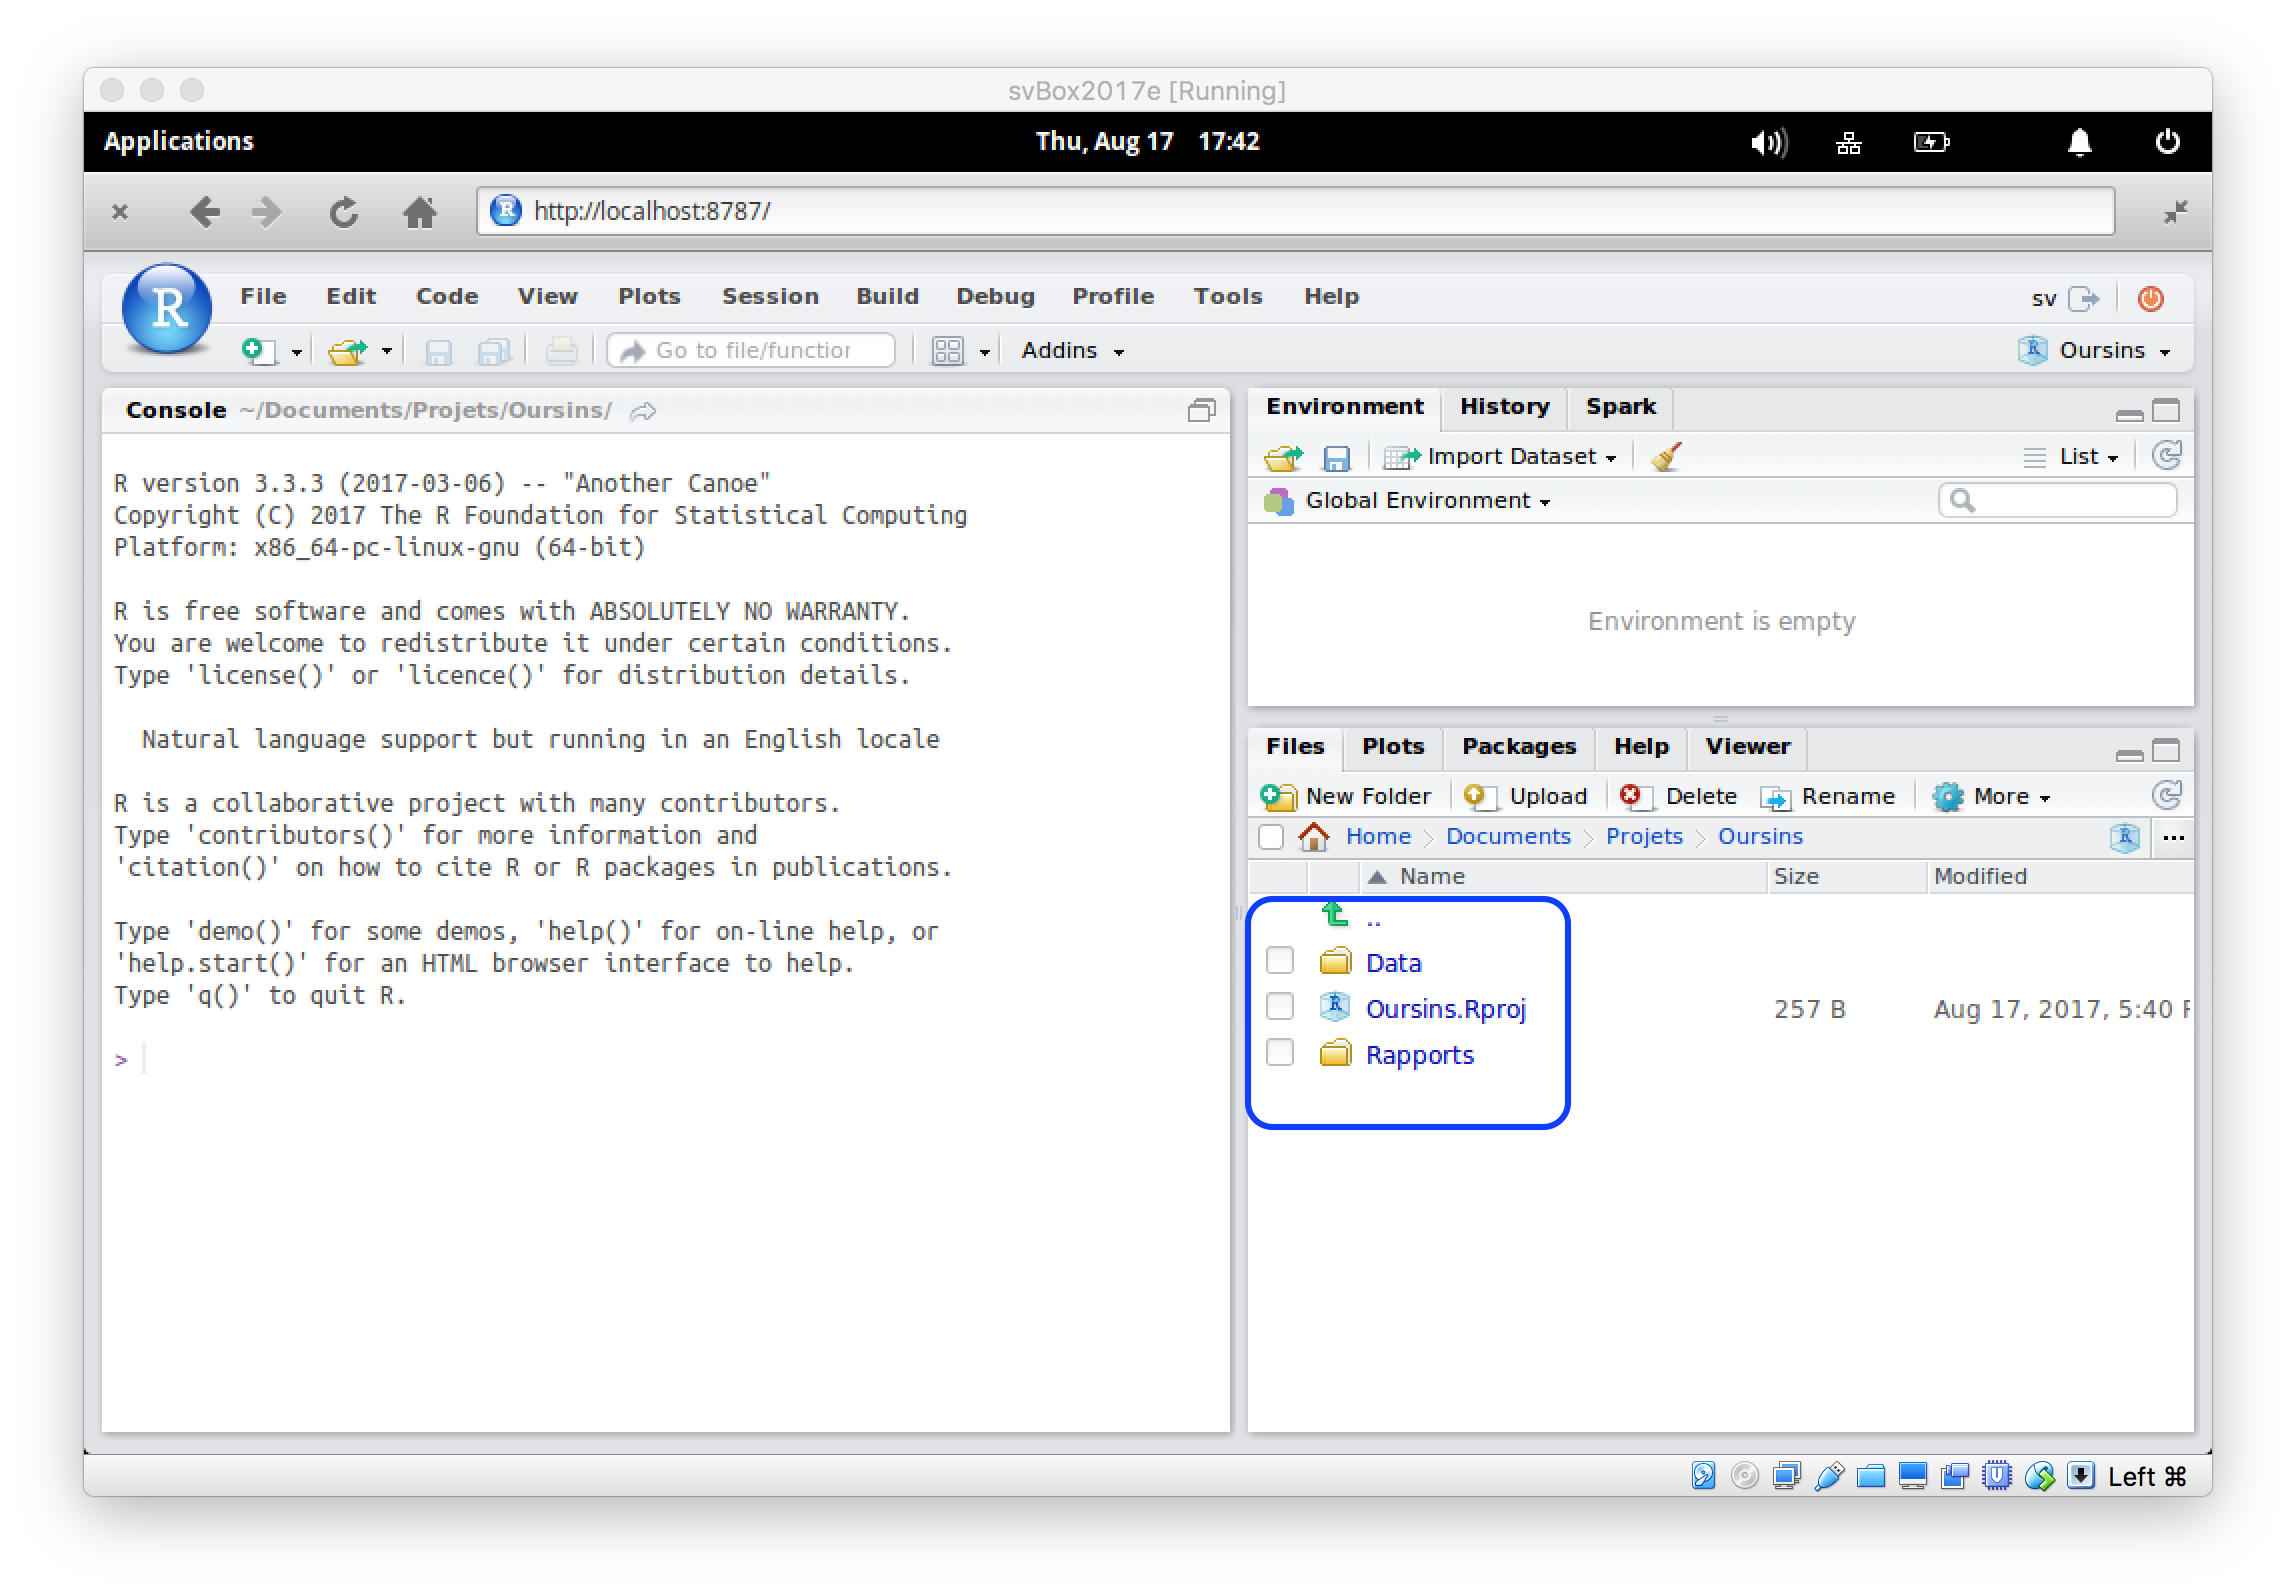 svBox2017e [Running]
Applications
Thu, Aug 17 17:42
http://localhost:8787/
File Edit Code View Plots Session Build Debug Profile Tools Help
sv
Go to file/function
Addins
Oursins
Console ~/Documents/Projets/Oursins/
R version 3.3.3 (2017-03-06) -- "Another Canoe"
Copyright (C) 2017 The R Foundation for Statistical Computing
Platform: x86_64-pc-linux-gnu (64-bit)
R is free software and comes with ABSOLUTELY NO WARRANTY.
You are welcome to redistribute it under certain conditions.
Type 'license()' or 'licence()' for distribution details.
Natural language support but running in an English locale
R is a collaborative project with many contributors.
Type 'contributors()' for more information and
'citation()' on how to cite R or R packages in publications.
Type 'demo()' for some demos, 'help()' for on-line help, or
'help.start()' for an HTML browser interface to help.
Type 'q()' to quit R.
>
Environment History Spark
Import Dataset
List
Global Environment
Environment is empty
Files Plots Packages Help Viewer
New Folder Upload Delete Rename More
Home Documents Projets Oursins
...
Name Size Modified
..
Data
Oursins.Rproj 257 B Aug 17, 2017, 5:40 P
Rapports
Left ⌘